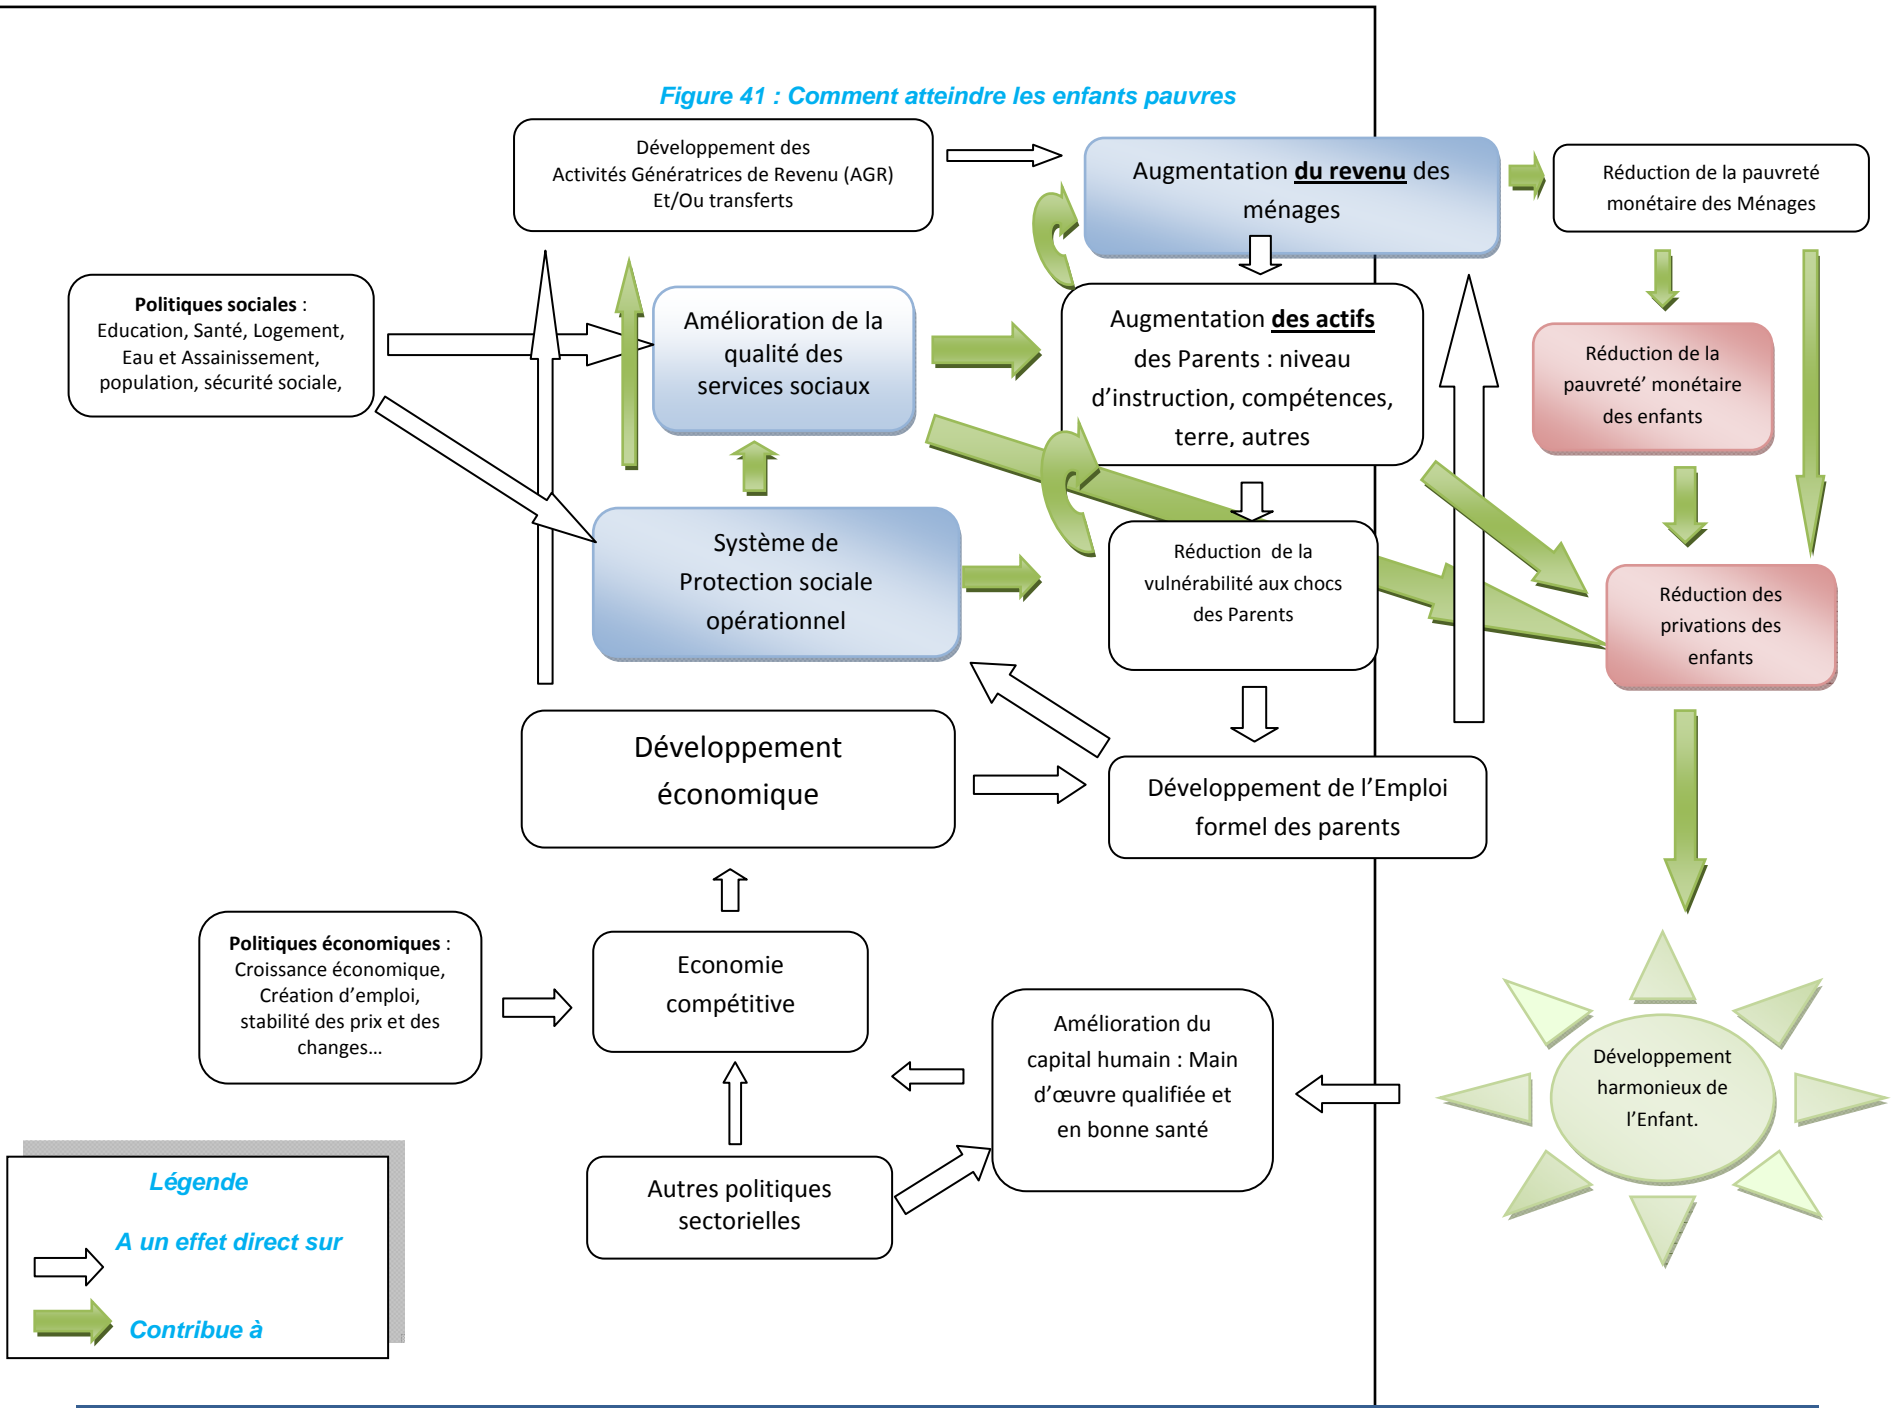 Figure 41 : Comment atteindre les enfants pauvres
Développement des
Activités Génératrices de Revenu (AGR)
Et/Ou transferts
Augmentation du revenu des
ménages
Réduction de la pauvreté
monétaire des Ménages
Politiques sociales :
Education, Santé, Logement,
Eau et Assainissement,
population, sécurité sociale,
Amélioration de la
qualité des
services sociaux
Augmentation des actifs
des Parents : niveau
d’instruction, compétences,
terre, autres
Réduction de la
pauvreté’ monétaire
des enfants
Système de
Protection sociale
opérationnel
Réduction de la
vulnérabilité aux chocs
des Parents
Réduction des
privations des
enfants
Développement
économique
Développement de l’Emploi
formel des parents
Politiques économiques :
Croissance économique,
Création d’emploi,
stabilité des prix et des
changes…
Economie
compétitive
Amélioration du
capital humain : Main
d’œuvre qualifiée et
en bonne santé
Développement
harmonieux de
l’Enfant.
Autres politiques
sectorielles
Légende
A un effet direct sur
Contribue à